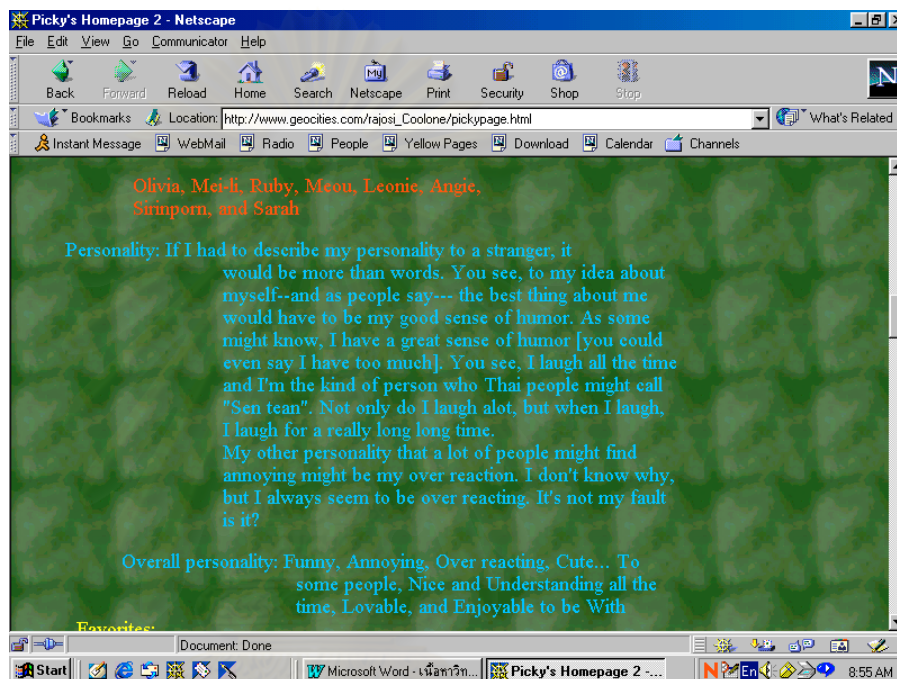 Picky's Homepage 2 - Netscape
File Edit View Go Communicator Help
Back Forward Reload Home Search Netscape Print Security Shop Stop
Bookmarks Location: http://www.geocities.com/rajosi_Coolone/pickypage.html What's Related
Instant Message WebMail Radio People Yellow Pages Download Calendar Channels
Olivia, Mei-li, Ruby, Meou, Leonie, Angie,
Sirinporn, and Sarah
Personality: If I had to describe my personality to a stranger, it
would be more than words. You see, to my idea about
myself--and as people say--- the best thing about me
would have to be my good sense of humor. As some
might know, I have a great sense of humor [you could
even say I have too much]. You see, I laugh all the time
and I'm the kind of person who Thai people might call
"Sen tean". Not only do I laugh alot, but when I laugh,
I laugh for a really long long time.
My other personality that a lot of people might find
annoying might be my over reaction. I don't know why,
but I always seem to be over reacting. It's not my fault
is it?
Overall personality: Funny, Annoying, Over reacting, Cute... To
some people, Nice and Understanding all the
time, Lovable, and Enjoyable to be With
Favorites:
Document: Done
Start Microsoft Word - เนื้อหาวิท... Picky's Homepage 2 -... En 8:55 AM